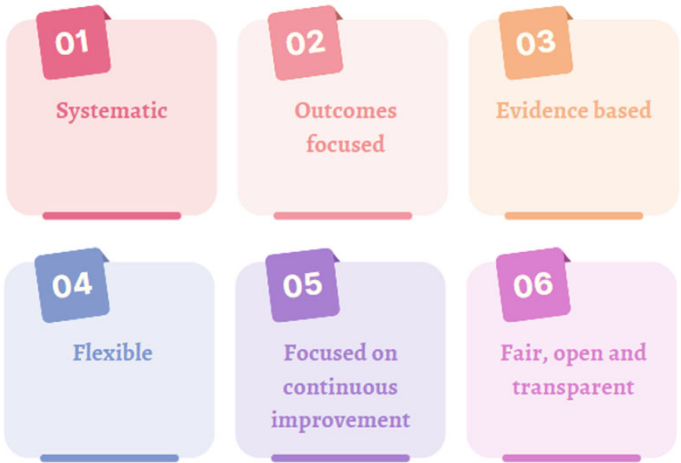 01
Systematic
02
Outcomes
focused
03
Evidence based
04
Flexible
05
Focused on
continuous
improvement
06
Fair, open and
transparent